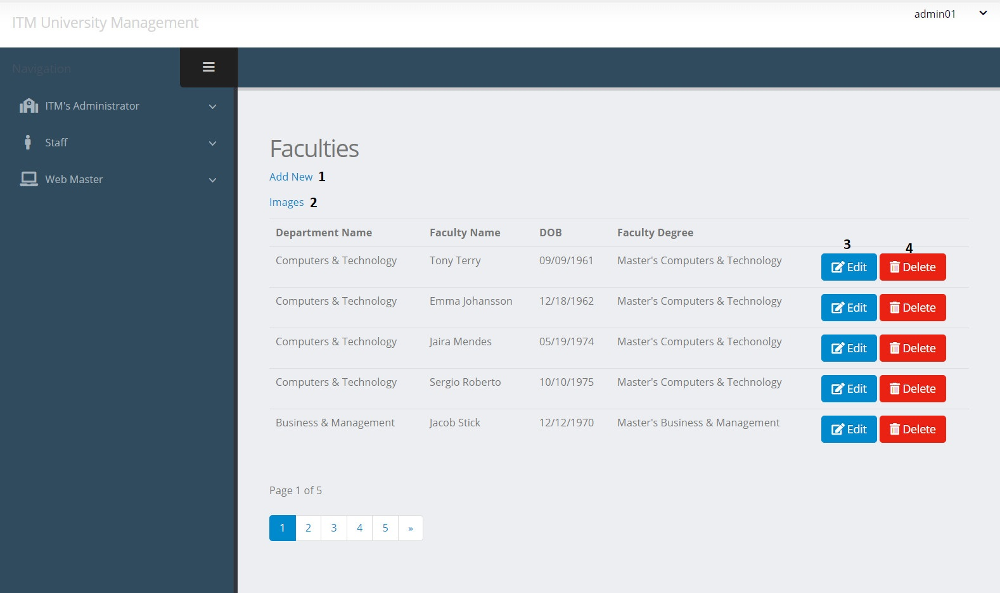 ITM University Management
admin01
Navigation
ITM's Administrator
Staff
Web Master
Faculties
Add New 1
Images 2
Department Name Faculty Name DOB Faculty Degree
3 4
Computers & Technology Tony Terry 09/09/1961 Master's Computers & Technology Edit Delete
Computers & Technology Emma Johansson 12/18/1962 Master's Computers & Technology Edit Delete
Computers & Technology Jaira Mendes 05/19/1974 Master's Computers & Techonolgy Edit Delete
Computers & Technology Sergio Roberto 10/10/1975 Master's Computers & Technology Edit Delete
Business & Management Jacob Stick 12/12/1970 Master's Business & Management Edit Delete
Page 1 of 5
1 2 3 4 5 »